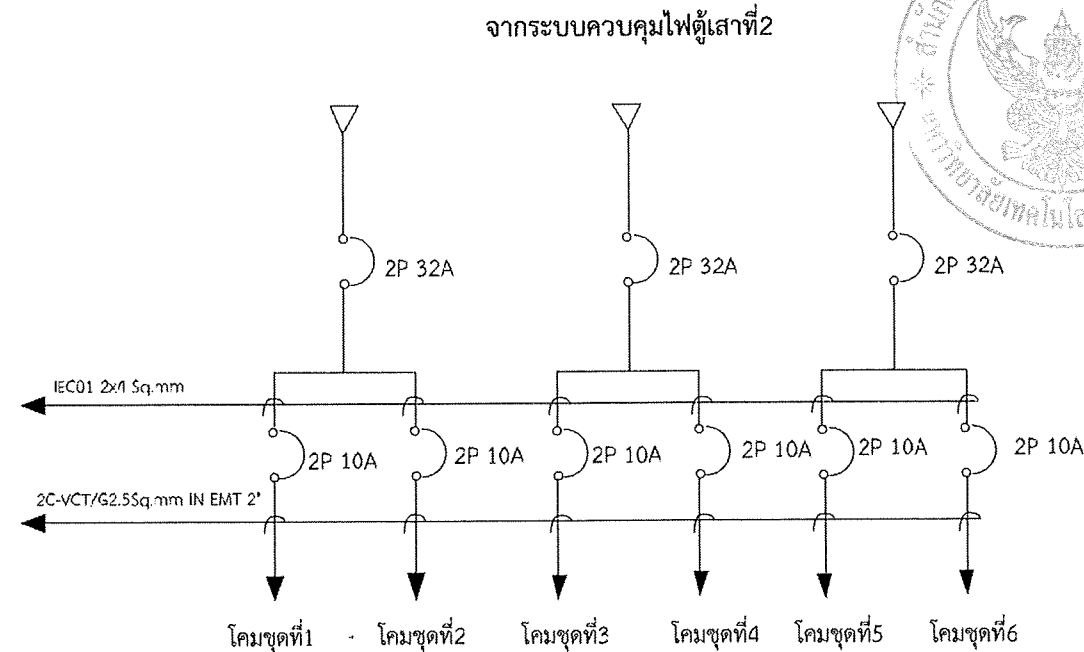 จากระบบควบคุมไฟตู้เสาที่2
2P 32A
2P 32A
2P 32A
IEC01 2x4 Sq.mm
2P 10A
2P 10A
2P 10A
2P 10A
2P 10A
2P 10A
2C-VCT/G2.5Sq.mm IN EMT 2"
โคมชุดที่1
โคมชุดที่2
โคมชุดที่3
โคมชุดที่4
โคมชุดที่5
โคมชุดที่6